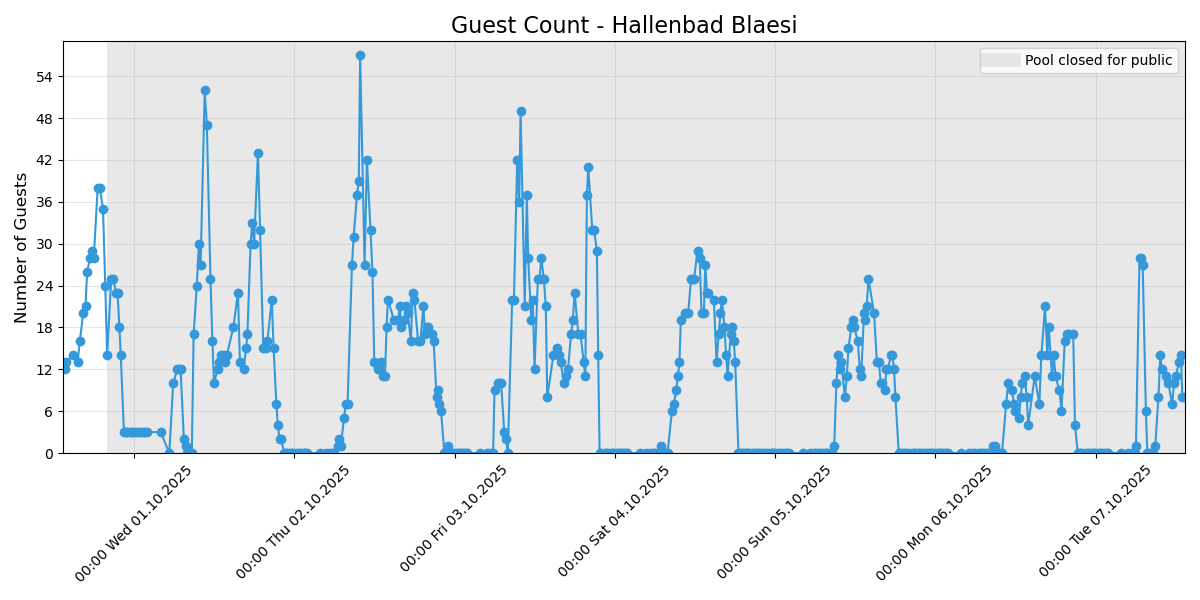 Guest Count - Hallenbad Blaesi
Pool closed for public
Number of Guests
54
48
42
36
30
24
18
12
6
0
00:00 Wed 01.10.2025
00:00 Thu 02.10.2025
00:00 Fri 03.10.2025
00:00 Sat 04.10.2025
00:00 Sun 05.10.2025
00:00 Mon 06.10.2025
00:00 Tue 07.10.2025